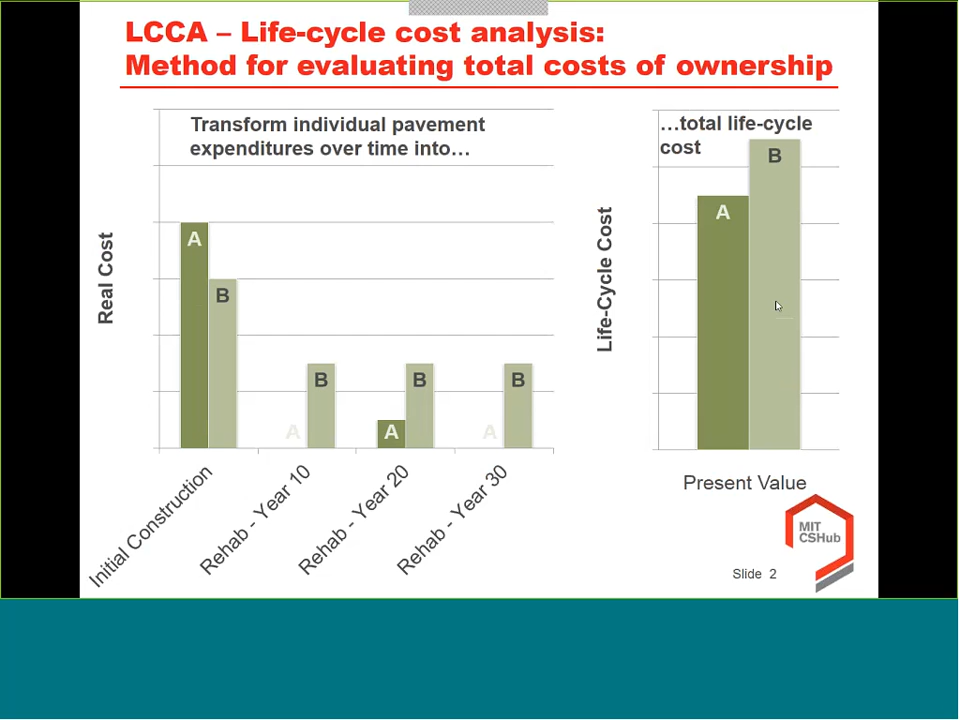 LCCA – Life-cycle cost analysis:
Method for evaluating total costs of ownership
Transform individual pavement
expenditures over time into…
Real Cost
A
B
A
B
A
B
A
B
Initial Construction
Rehab - Year 10
Rehab - Year 20
Rehab - Year 30
…total life-cycle
cost
Life-Cycle Cost
A
B
Present Value
MIT
CSHub
Slide 2